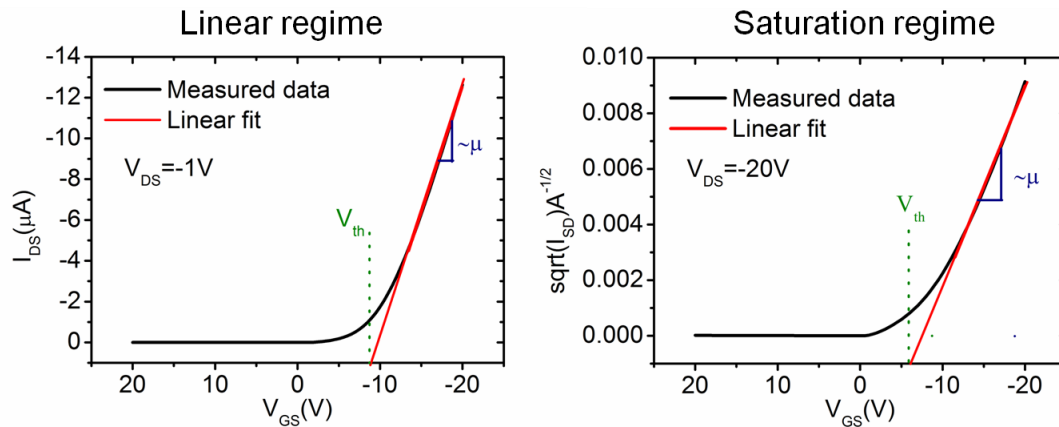 Linear regime
-14
-12
-10
-8
-6
-4
-2
0
I_DS(μA)
Measured data
Linear fit
V_DS=-1V
~μ
V_th
20 10 0 -10 -20
V_GS(V)
Saturation regime
0.010
0.008
0.006
0.004
0.002
0.000
sqrt(I_SD)A^-1/2
Measured data
Linear fit
V_DS=-20V
~μ
V_th
20 10 0 -10 -20
V_GS(V)